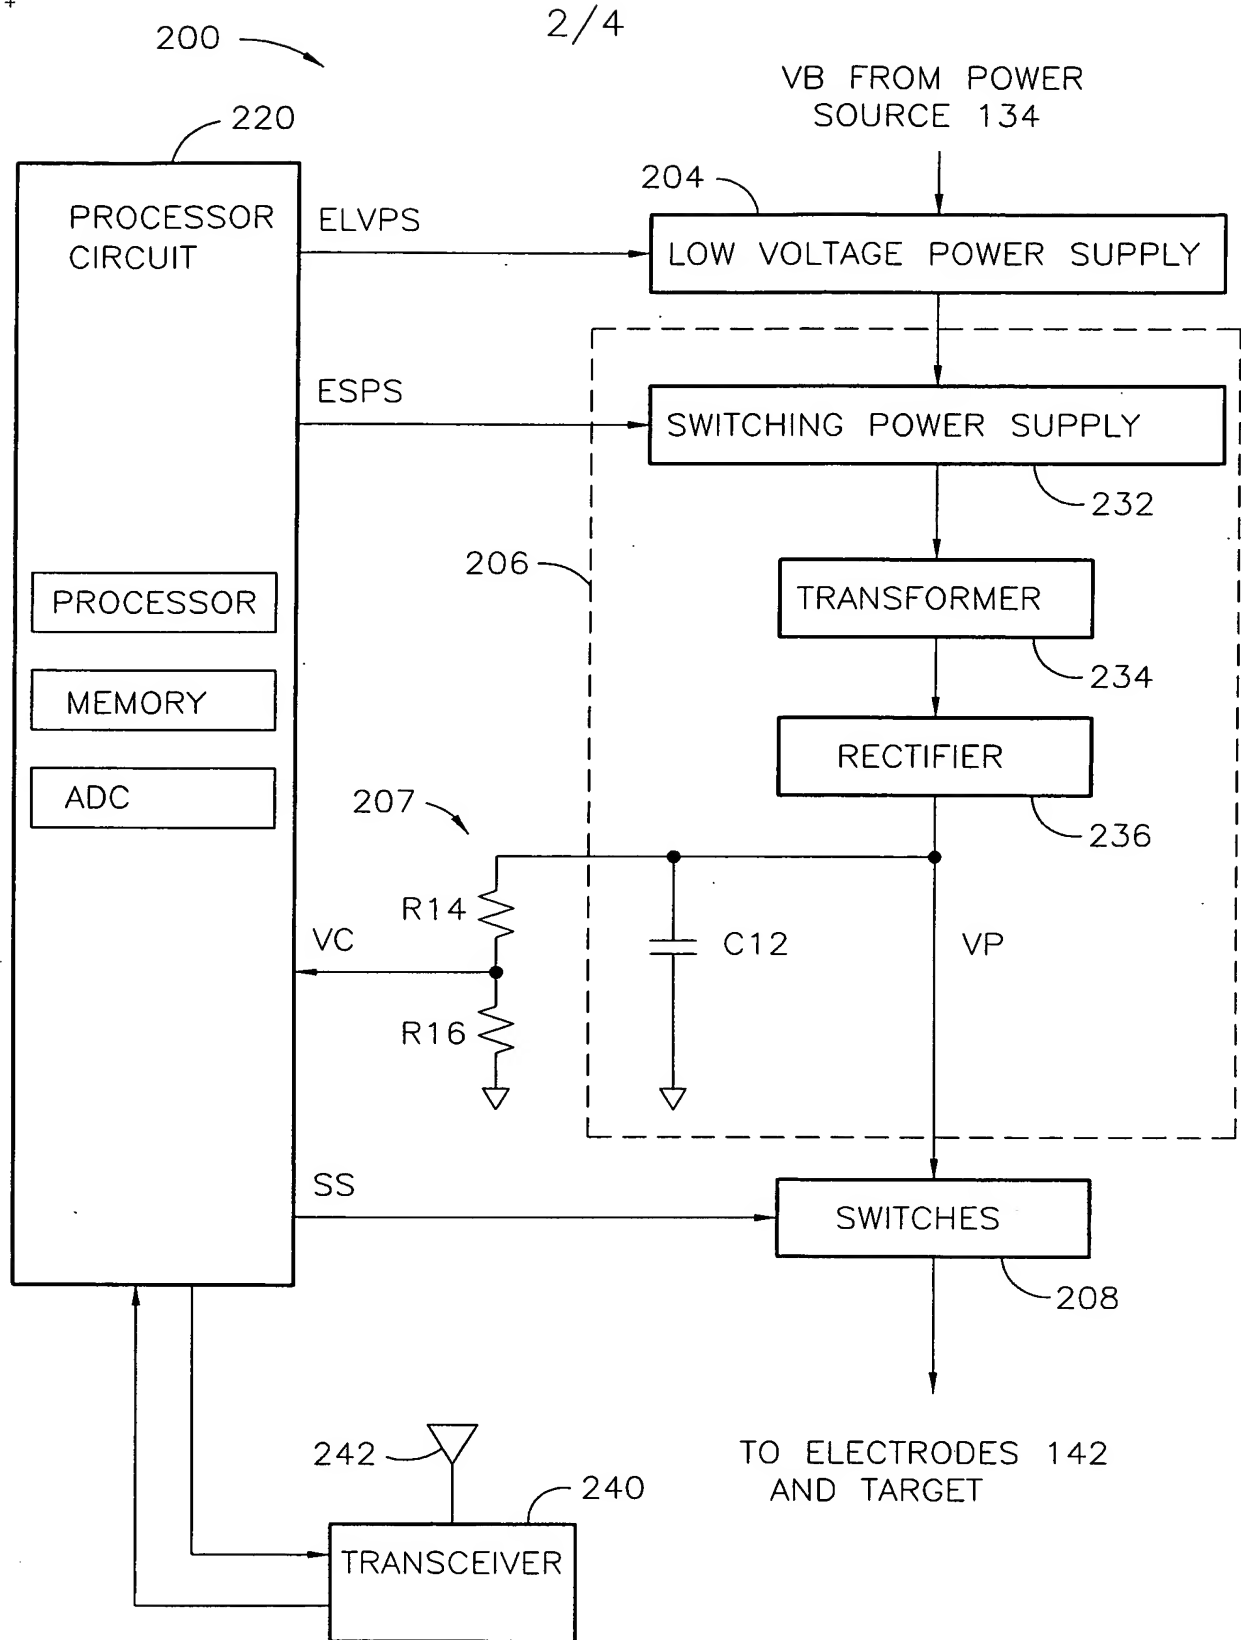 2/4
200
VB FROM POWER
SOURCE 134
220
204
PROCESSOR
CIRCUIT
ELVPS
LOW VOLTAGE POWER SUPPLY
ESPS
SWITCHING POWER SUPPLY
232
206
PROCESSOR
TRANSFORMER
234
MEMORY
RECTIFIER
ADC
207
236
R14
VC
C12
VP
R16
SS
SWITCHES
208
242
TO ELECTRODES 142
AND TARGET
240
TRANSCEIVER